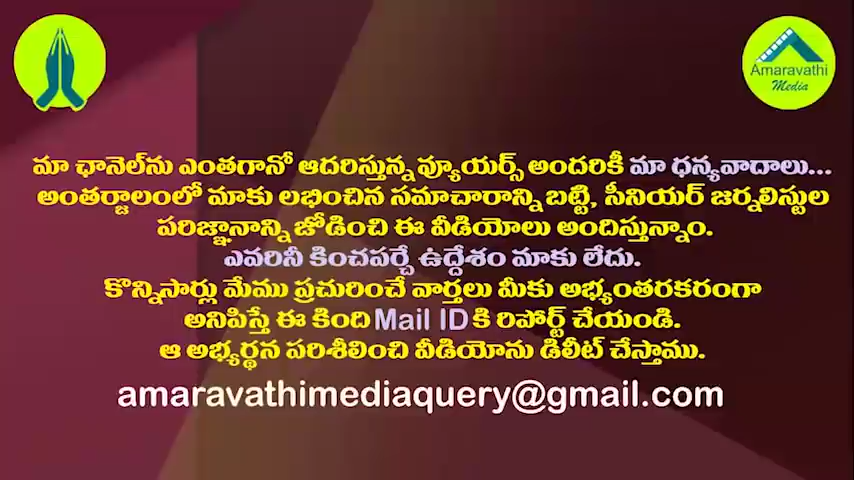 Amaravathi
Media
మా ఛానెల్‌ను ఎంతగానో ఆదరిస్తున్న వ్యూయర్స్ అందరికీ మా ధన్యవాదాలు...
అంతర్జాలంలో మాకు లభించిన సమాచారాన్ని బట్టి, సీనియర్ జర్నలిస్టుల
పరిజ్ఞానాన్ని జోడించి ఈ వీడియోలు అందిస్తున్నాం.
ఎవరినీ కించపర్చే ఉద్దేశం మాకు లేదు.
కొన్నిసార్లు మేము ప్రచురించే వార్తలు మీకు అభ్యంతరకరంగా
అనిపిస్తే ఈ కింది Mail ID కి రిపోర్ట్ చేయండి.
ఆ అభ్యర్థన పరిశీలించి వీడియోను డిలీట్ చేస్తాము.
amaravathimediaquery@gmail.com